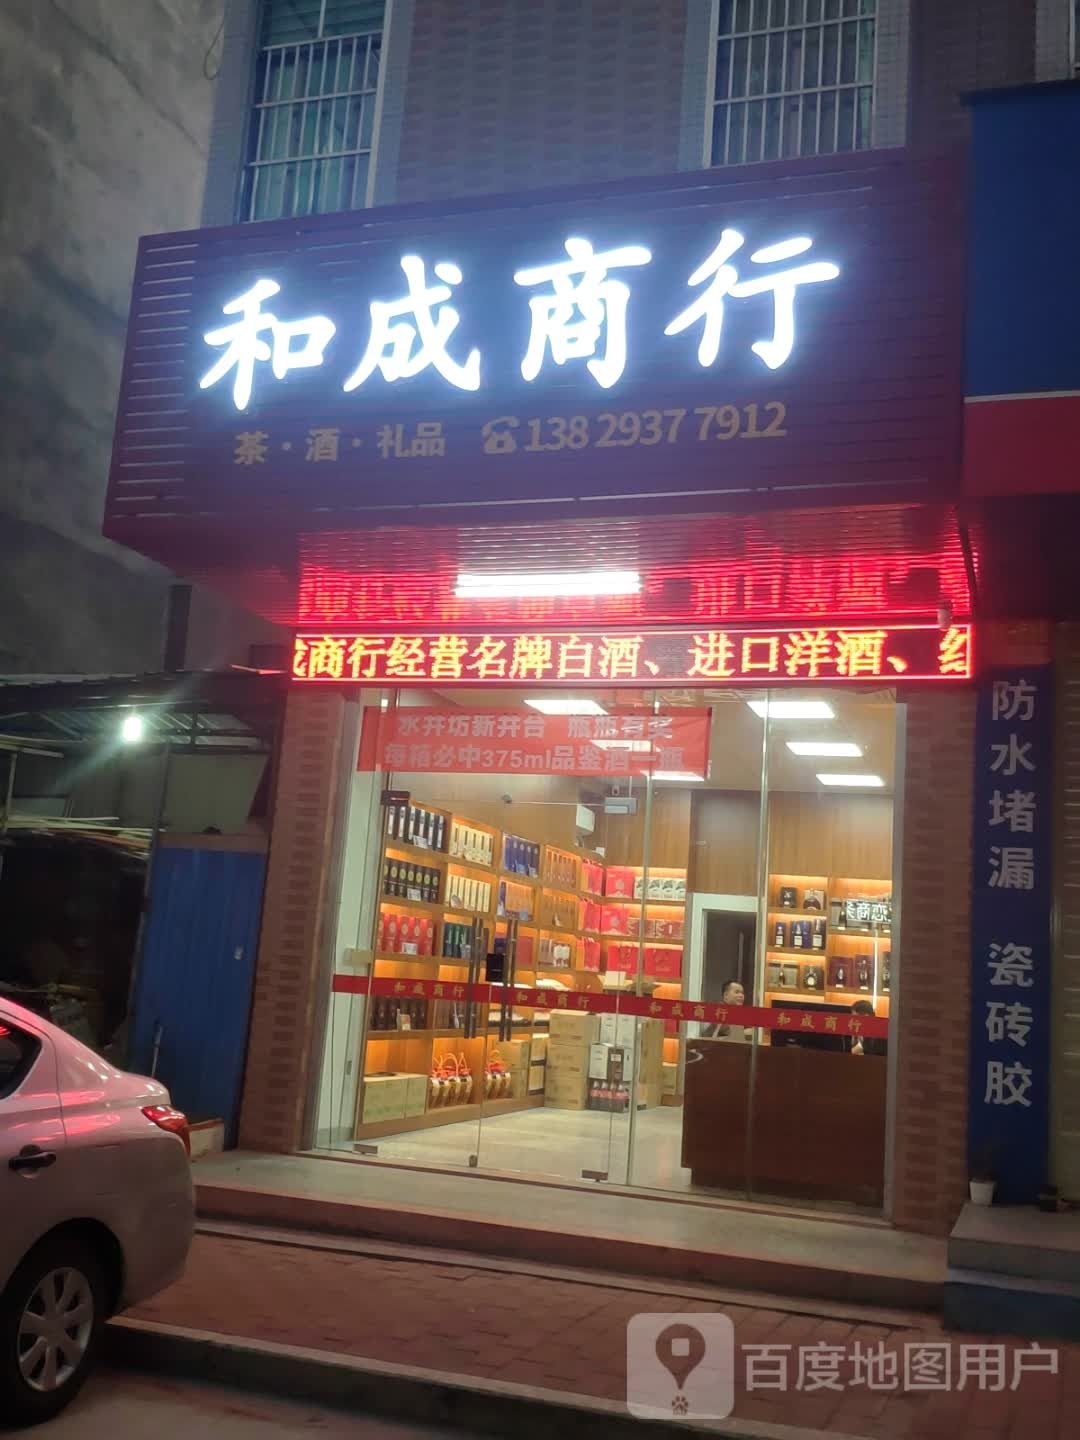 和成商行
茶·酒·礼品 ☎13829377912
成商行经营名牌白酒、进口洋酒、红
水井坊新井台 瓶瓶有奖
每箱必中375ml品鉴酒一瓶
和成商行 和成商行 和成商行 和成商行
防水堵漏 瓷砖胶
百度地图用户